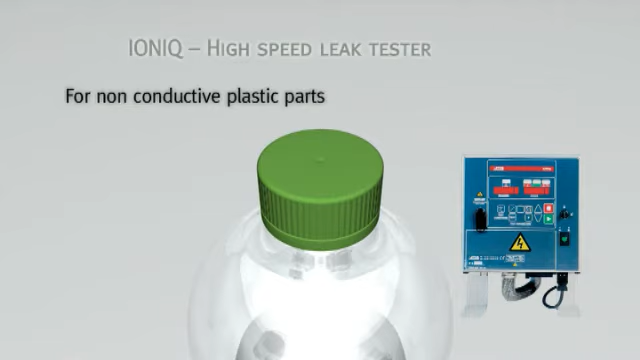 IONIQ – HIGH SPEED LEAK TESTER
For non conductive plastic parts